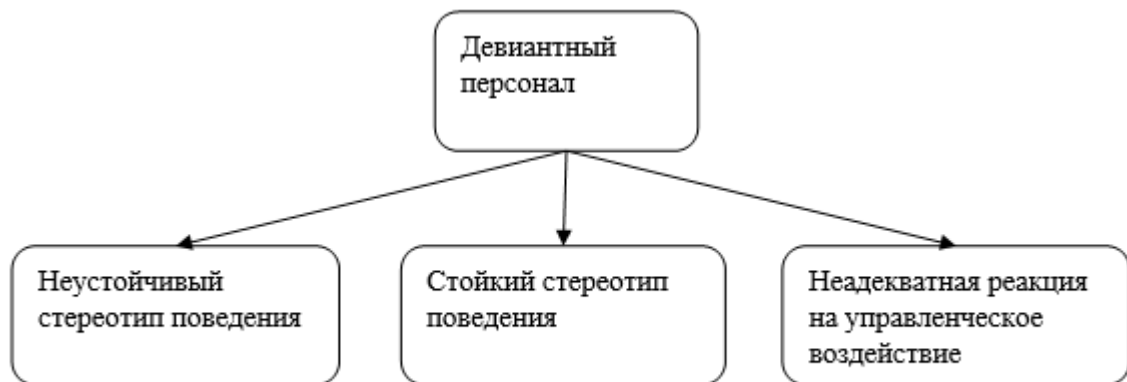 Девиантный
персонал
Неустойчивый
стереотип поведения
Стойкий стереотип
поведения
Неадекватная реакция
на управленческое
воздействие